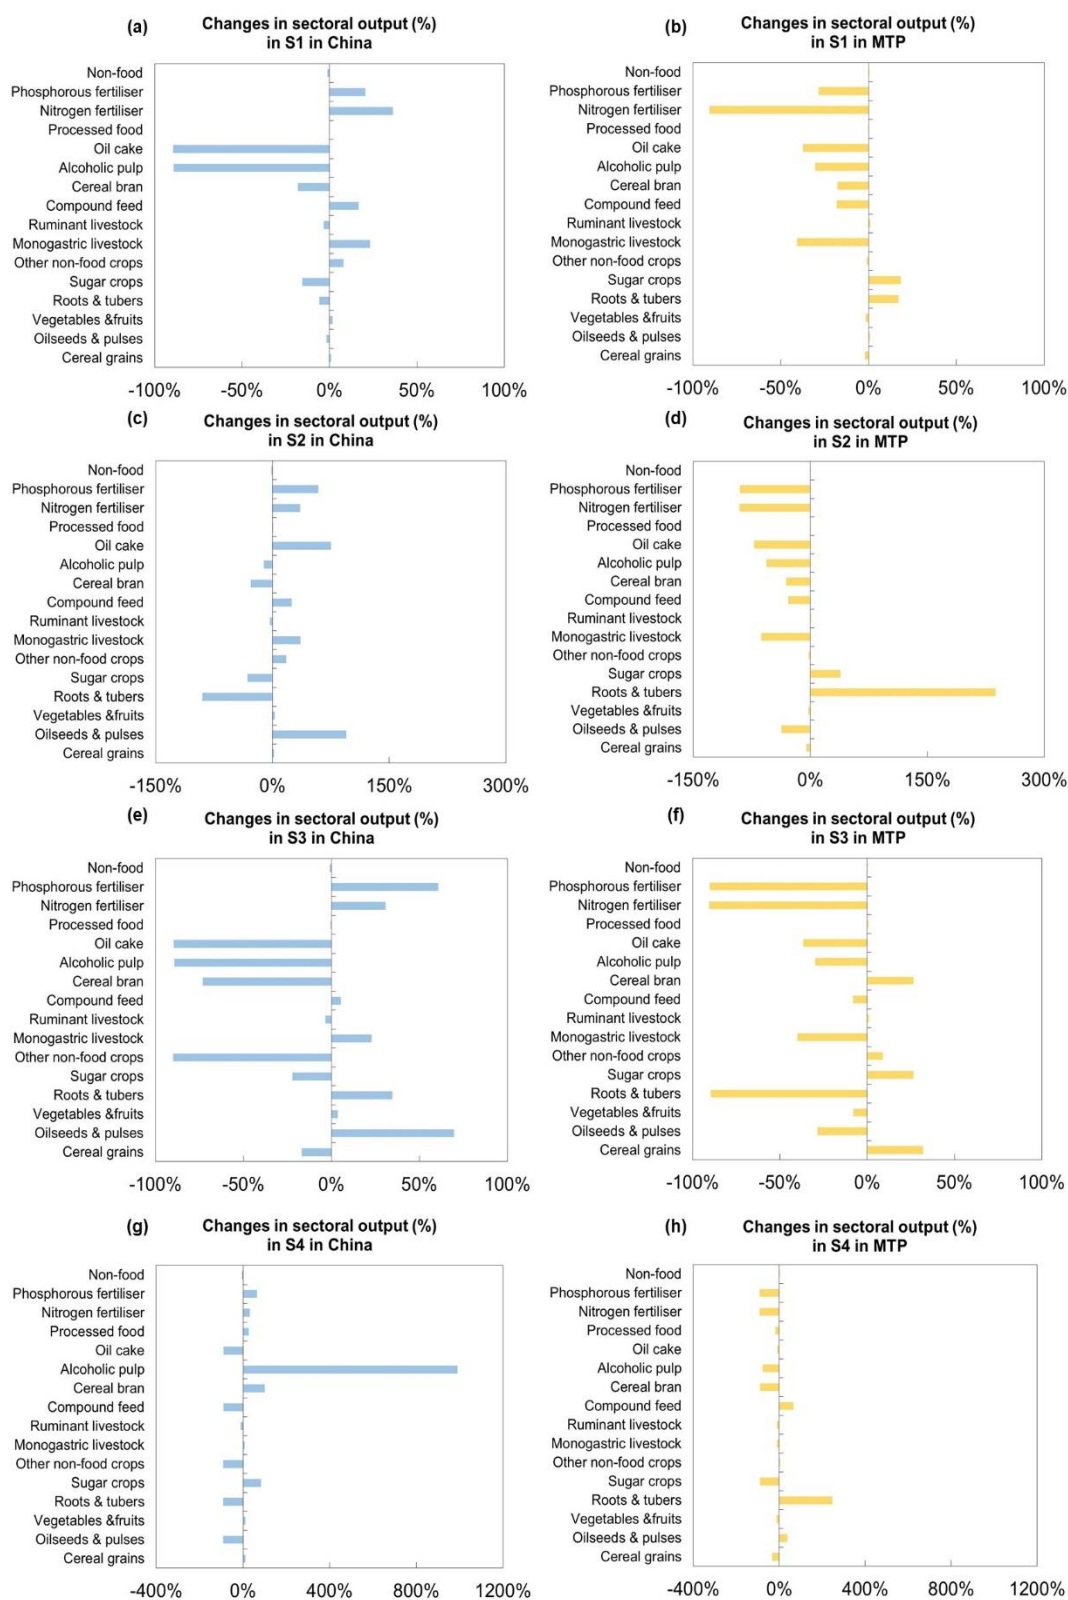 (a) Changes in sectoral output (%)
in S1 in China
Non-food
Phosphorous fertiliser
Nitrogen fertiliser
Processed food
Oil cake
Alcoholic pulp
Cereal bran
Compound feed
Ruminant livestock
Monogastric livestock
Other non-food crops
Sugar crops
Roots & tubers
Vegetables &fruits
Oilseeds & pulses
Cereal grains
-100% -50% 0% 50% 100%
(b) Changes in sectoral output (%)
in S1 in MTP
Non-food
Phosphorous fertiliser
Nitrogen fertiliser
Processed food
Oil cake
Alcoholic pulp
Cereal bran
Compound feed
Ruminant livestock
Monogastric livestock
Other non-food crops
Sugar crops
Roots & tubers
Vegetables &fruits
Oilseeds & pulses
Cereal grains
-100% -50% 0% 50% 100%
(c) Changes in sectoral output (%)
in S2 in China
Non-food
Phosphorous fertiliser
Nitrogen fertiliser
Processed food
Oil cake
Alcoholic pulp
Cereal bran
Compound feed
Ruminant livestock
Monogastric livestock
Other non-food crops
Sugar crops
Roots & tubers
Vegetables &fruits
Oilseeds & pulses
Cereal grains
-150% 0% 150% 300%
(d) Changes in sectoral output (%)
in S2 in MTP
Non-food
Phosphorous fertiliser
Nitrogen fertiliser
Processed food
Oil cake
Alcoholic pulp
Cereal bran
Compound feed
Ruminant livestock
Monogastric livestock
Other non-food crops
Sugar crops
Roots & tubers
Vegetables &fruits
Oilseeds & pulses
Cereal grains
-150% 0% 150% 300%
(e) Changes in sectoral output (%)
in S3 in China
Non-food
Phosphorous fertiliser
Nitrogen fertiliser
Processed food
Oil cake
Alcoholic pulp
Cereal bran
Compound feed
Ruminant livestock
Monogastric livestock
Other non-food crops
Sugar crops
Roots & tubers
Vegetables &fruits
Oilseeds & pulses
Cereal grains
-100% -50% 0% 50% 100%
(f) Changes in sectoral output (%)
in S3 in MTP
Non-food
Phosphorous fertiliser
Nitrogen fertiliser
Processed food
Oil cake
Alcoholic pulp
Cereal bran
Compound feed
Ruminant livestock
Monogastric livestock
Other non-food crops
Sugar crops
Roots & tubers
Vegetables &fruits
Oilseeds & pulses
Cereal grains
-100% -50% 0% 50% 100%
(g) Changes in sectoral output (%)
in S4 in China
Non-food
Phosphorous fertiliser
Nitrogen fertiliser
Processed food
Oil cake
Alcoholic pulp
Cereal bran
Compound feed
Ruminant livestock
Monogastric livestock
Other non-food crops
Sugar crops
Roots & tubers
Vegetables &fruits
Oilseeds & pulses
Cereal grains
-400% 0% 400% 800% 1200%
(h) Changes in sectoral output (%)
in S4 in MTP
Non-food
Phosphorous fertiliser
Nitrogen fertiliser
Processed food
Oil cake
Alcoholic pulp
Cereal bran
Compound feed
Ruminant livestock
Monogastric livestock
Other non-food crops
Sugar crops
Roots & tubers
Vegetables &fruits
Oilseeds & pulses
Cereal grains
-400% 0% 400% 800% 1200%